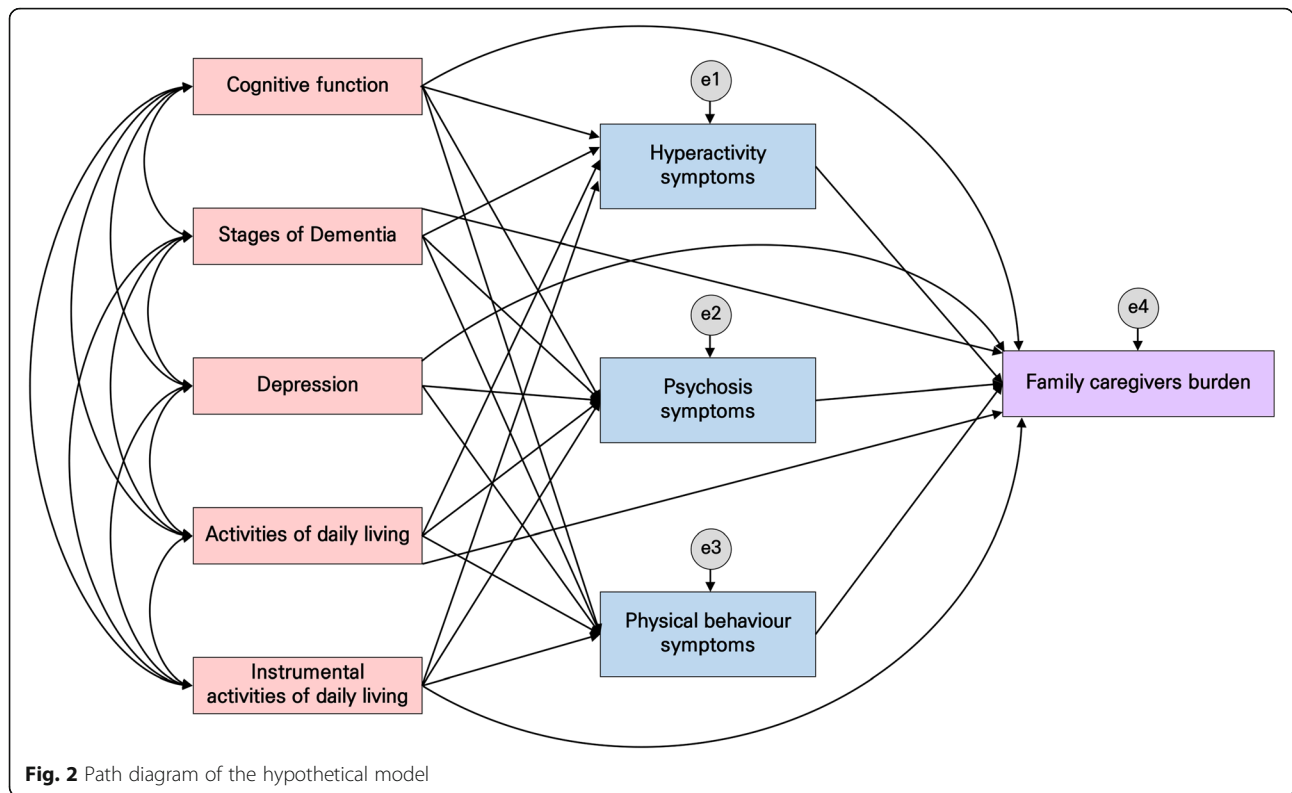 Cognitive function
Stages of Dementia
Depression
Activities of daily living
Instrumental
activities of daily living
e1
Hyperactivity
symptoms
e2
Psychosis
symptoms
e3
Physical behaviour
symptoms
e4
Family caregivers burden
Fig. 2 Path diagram of the hypothetical model